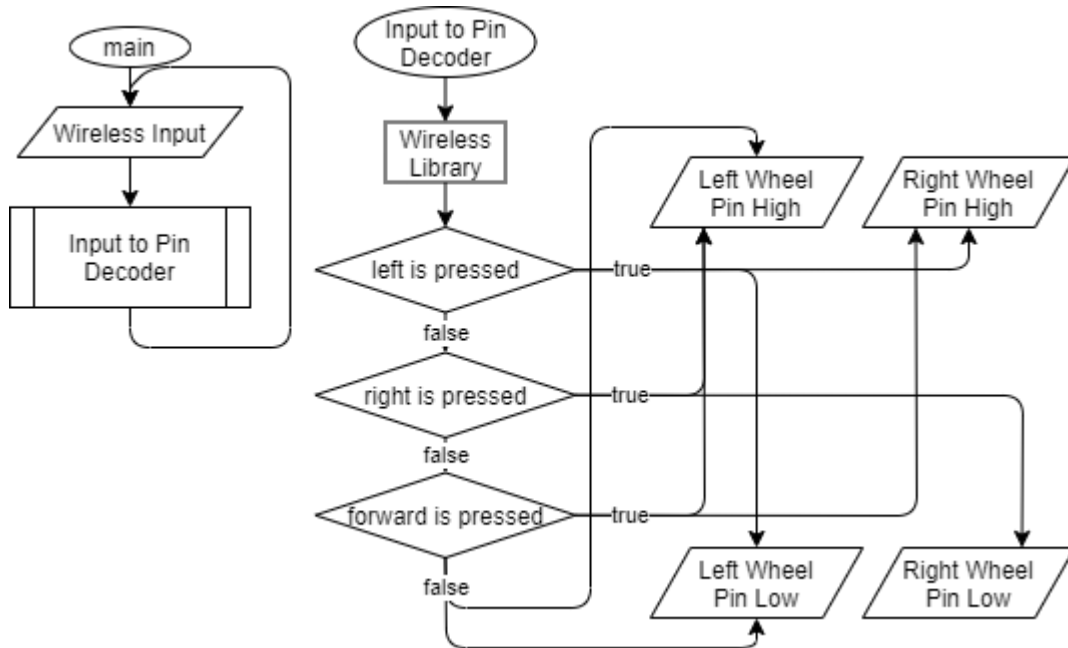 main
Wireless Input
Input to Pin
Decoder
Input to Pin
Decoder
Wireless
Library
left is pressed
true
false
right is pressed
true
false
forward is pressed
true
false
Left Wheel
Pin High
Right Wheel
Pin High
Left Wheel
Pin Low
Right Wheel
Pin Low